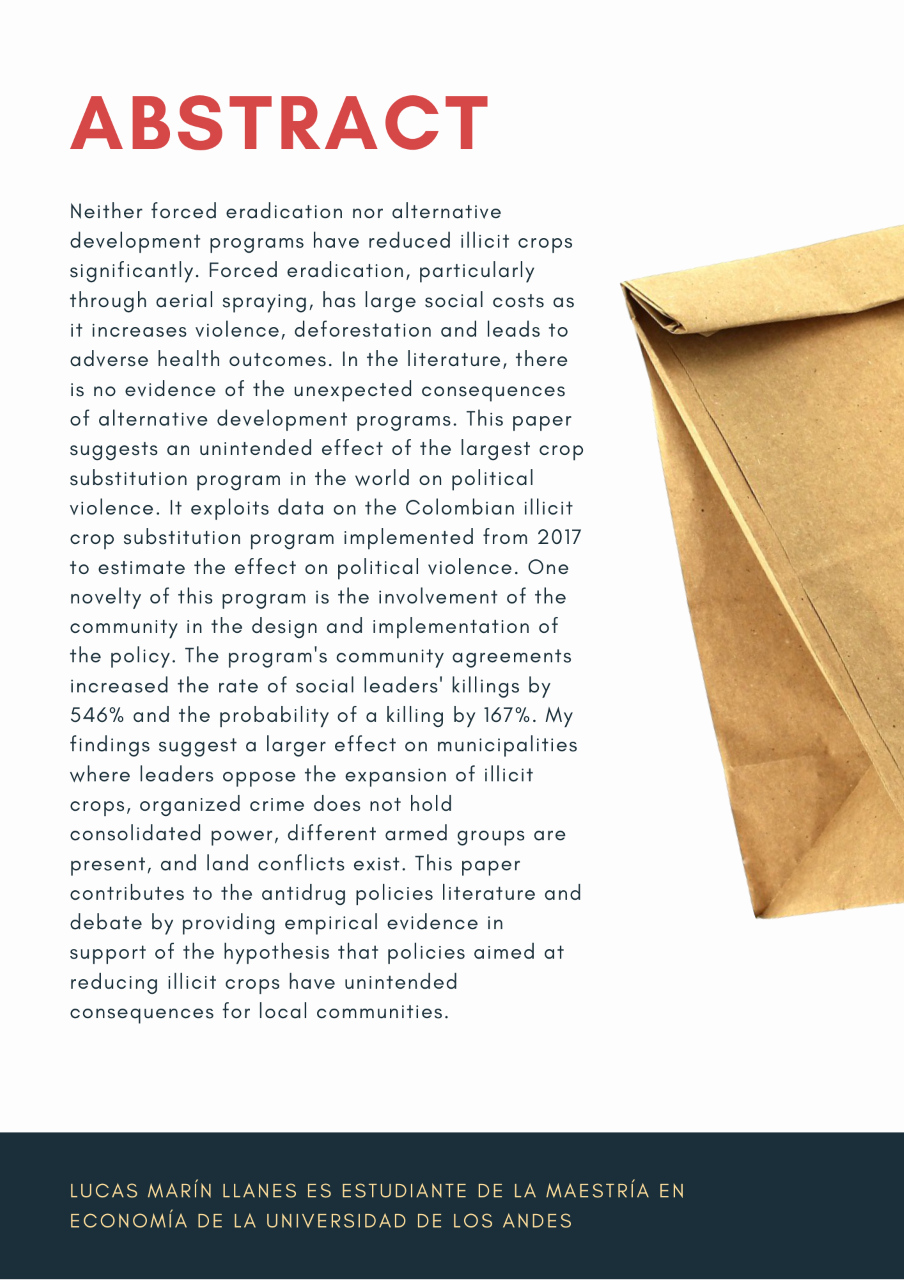 ABSTRACT
Neither forced eradication nor alternative
development programs have reduced illicit crops
significantly. Forced eradication, particularly
through aerial spraying, has large social costs as
it increases violence, deforestation and leads to
adverse health outcomes. In the literature, there
is no evidence of the unexpected consequences
of alternative development programs. This paper
suggests an unintended effect of the largest crop
substitution program in the world on political
violence. It exploits data on the Colombian illicit
crop substitution program implemented from 2017
to estimate the effect on political violence. One
novelty of this program is the involvement of the
community in the design and implementation of
the policy. The program's community agreements
increased the rate of social leaders' killings by
546% and the probability of a killing by 167%. My
findings suggest a larger effect on municipalities
where leaders oppose the expansion of illicit
crops, organized crime does not hold
consolidated power, different armed groups are
present, and land conflicts exist. This paper
contributes to the antidrug policies literature and
debate by providing empirical evidence in
support of the hypothesis that policies aimed at
reducing illicit crops have unintended
consequences for local communities.
LUCAS MARÍN LLANES ES ESTUDIANTE DE LA MAESTRÍA EN
ECONOMÍA DE LA UNIVERSIDAD DE LOS ANDES